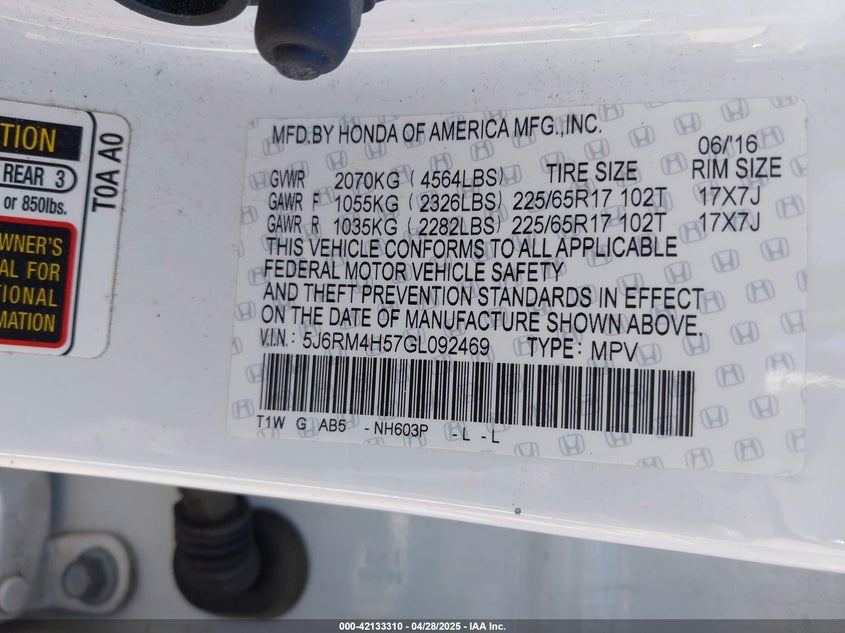 TION
REAR 3
or 850lbs.
WNER'S
AL FOR
TIONAL
MATION
T0A A0
MFD.BY HONDA OF AMERICA MFG.,INC. 06/'16
GVWR 2070KG ( 4564LBS) TIRE SIZE RIM SIZE
GAWR F 1055KG ( 2326LBS) 225/65R17 102T 17X7J
GAWR R 1035KG ( 2282LBS) 225/65R17 102T 17X7J
THIS VEHICLE CONFORMS TO ALL APPLICABLE
FEDERAL MOTOR VEHICLE SAFETY
AND THEFT PREVENTION STANDARDS IN EFFECT
ON THE DATE OF MANUFACTURE SHOWN ABOVE.
V.I.N.: 5J6RM4H57GL092469 TYPE: MPV
T1W G AB5 - NH603P - L - L
000-42133310 - 04/28/2025 - IAA Inc.